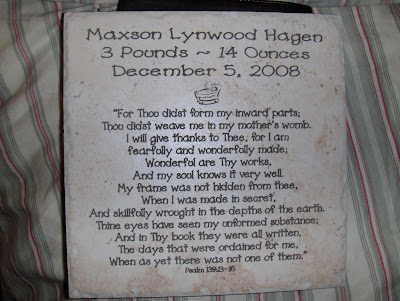 Maxson Lynwood Hagen
3 Pounds ~ 14 Ounces
December 5, 2008
"For Thou didst form my inward parts;
Thou didst weave me in my mother's womb.
I will give thanks to Thee, for I am
fearfully and wonderfully made;
Wonderful are Thy works,
And my soul knows it very well.
My frame was not hidden from thee,
When I was made in secret,
And skillfully wrought in the depths of the earth.
Thine eyes have seen my unformed substance;
And in Thy book they were all written,
The days that were ordained for me,
When as yet there was not one of them."
Psalm 139:13-16